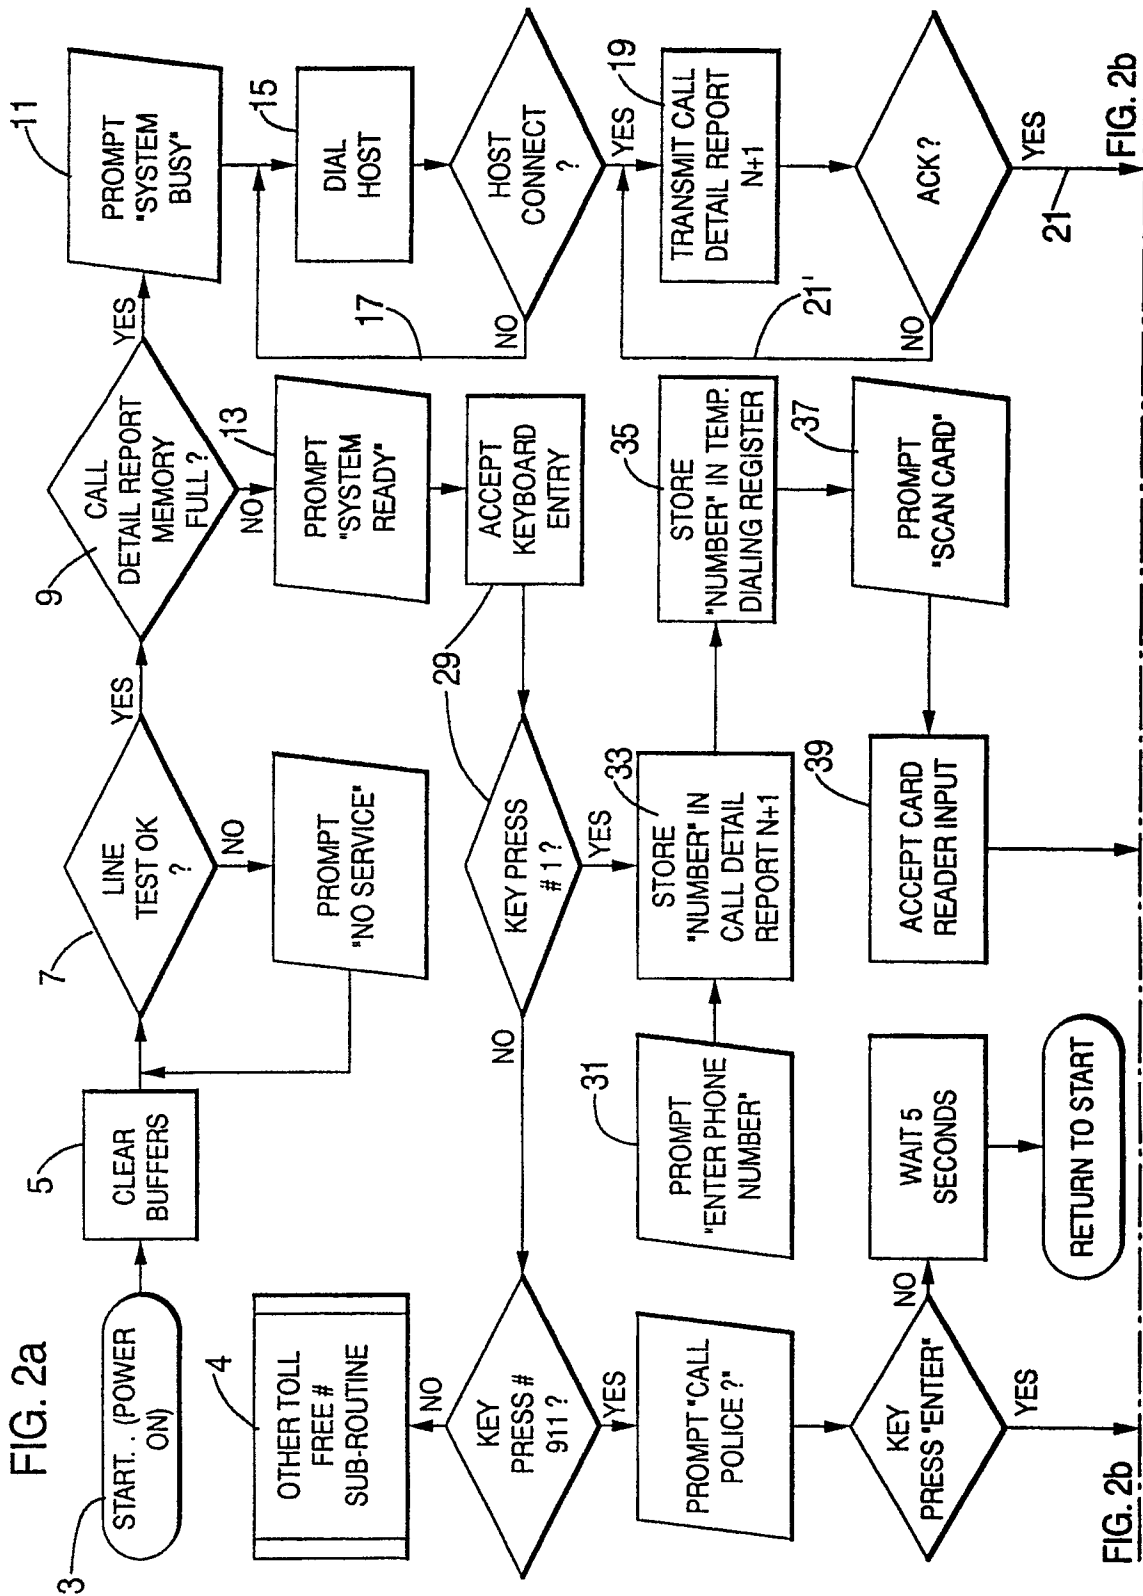 FIG. 2a
3
START. . (POWER
ON)
5
CLEAR
BUFFERS
7
LINE
TEST OK
?
YES
NO
PROMPT
"NO SERVICE"
9
CALL
DETAIL REPORT
MEMORY
FULL ?
YES
NO
11
PROMPT
"SYSTEM
BUSY"
13
PROMPT
"SYSTEM
READY"
15
DIAL
HOST
17
HOST
CONNECT
?
NO
YES
19
TRANSMIT CALL
DETAIL REPORT
N+1
21'
ACK?
NO
YES
21
FIG. 2b
ACCEPT
KEYBOARD
ENTRY
29
KEY PRESS
# 1 ?
NO
YES
4
OTHER TOLL
FREE #
SUB-ROUTINE
NO
KEY
PRESS #
911 ?
YES
31
PROMPT
"ENTER PHONE
NUMBER"
33
STORE
"NUMBER" IN
CALL DETAIL
REPORT N+1
35
STORE
"NUMBER" IN TEMP.
DIALING REGISTER
37
PROMPT
"SCAN CARD"
39
ACCEPT CARD
READER INPUT
PROMPT "CALL
POLICE ?"
KEY
PRESS "ENTER"
NO
YES
WAIT 5
SECONDS
RETURN TO START
FIG. 2b